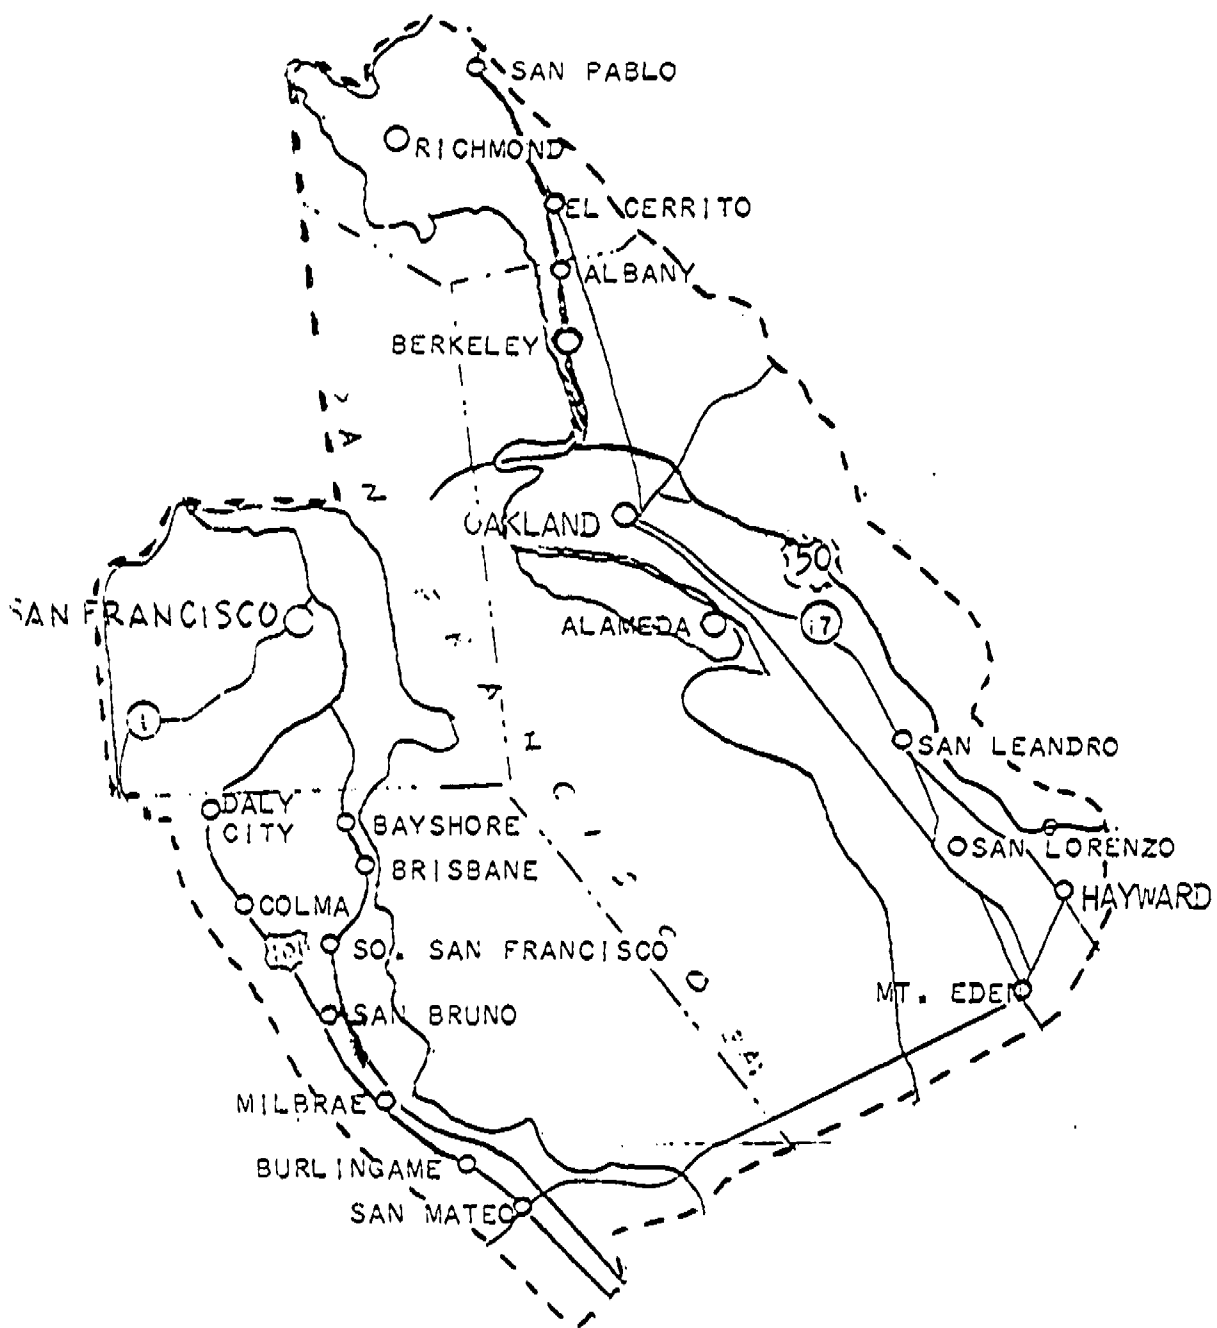 SAN PABLO
RICHMOND
EL CERRITO
ALBANY
BERKELEY
OAKLAND
50
SAN FRANCISCO
ALAMEDA
17
1
SAN LEANDRO
DALY
CITY
BAYSHORE
SAN LORENZO
BRISBANE
HAYWARD
COLMA
101
SO. SAN FRANCISCO
MT. EDEN
SAN BRUNO
MILBRAE
BURLINGAME
SAN MATEO